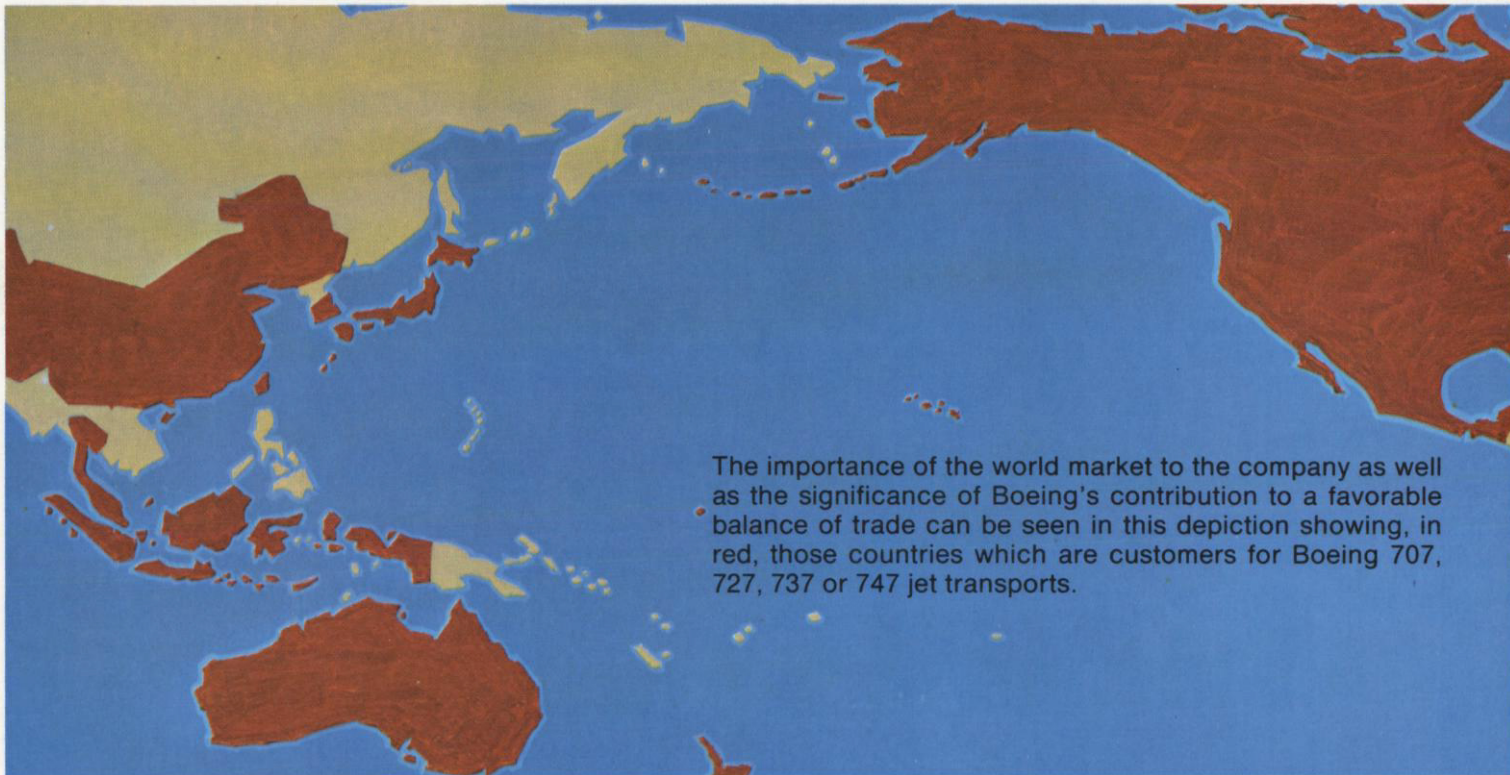 The importance of the world market to the company as well
as the significance of Boeing's contribution to a favorable
balance of trade can be seen in this depiction showing, in
red, those countries which are customers for Boeing 707,
727, 737 or 747 jet transports.